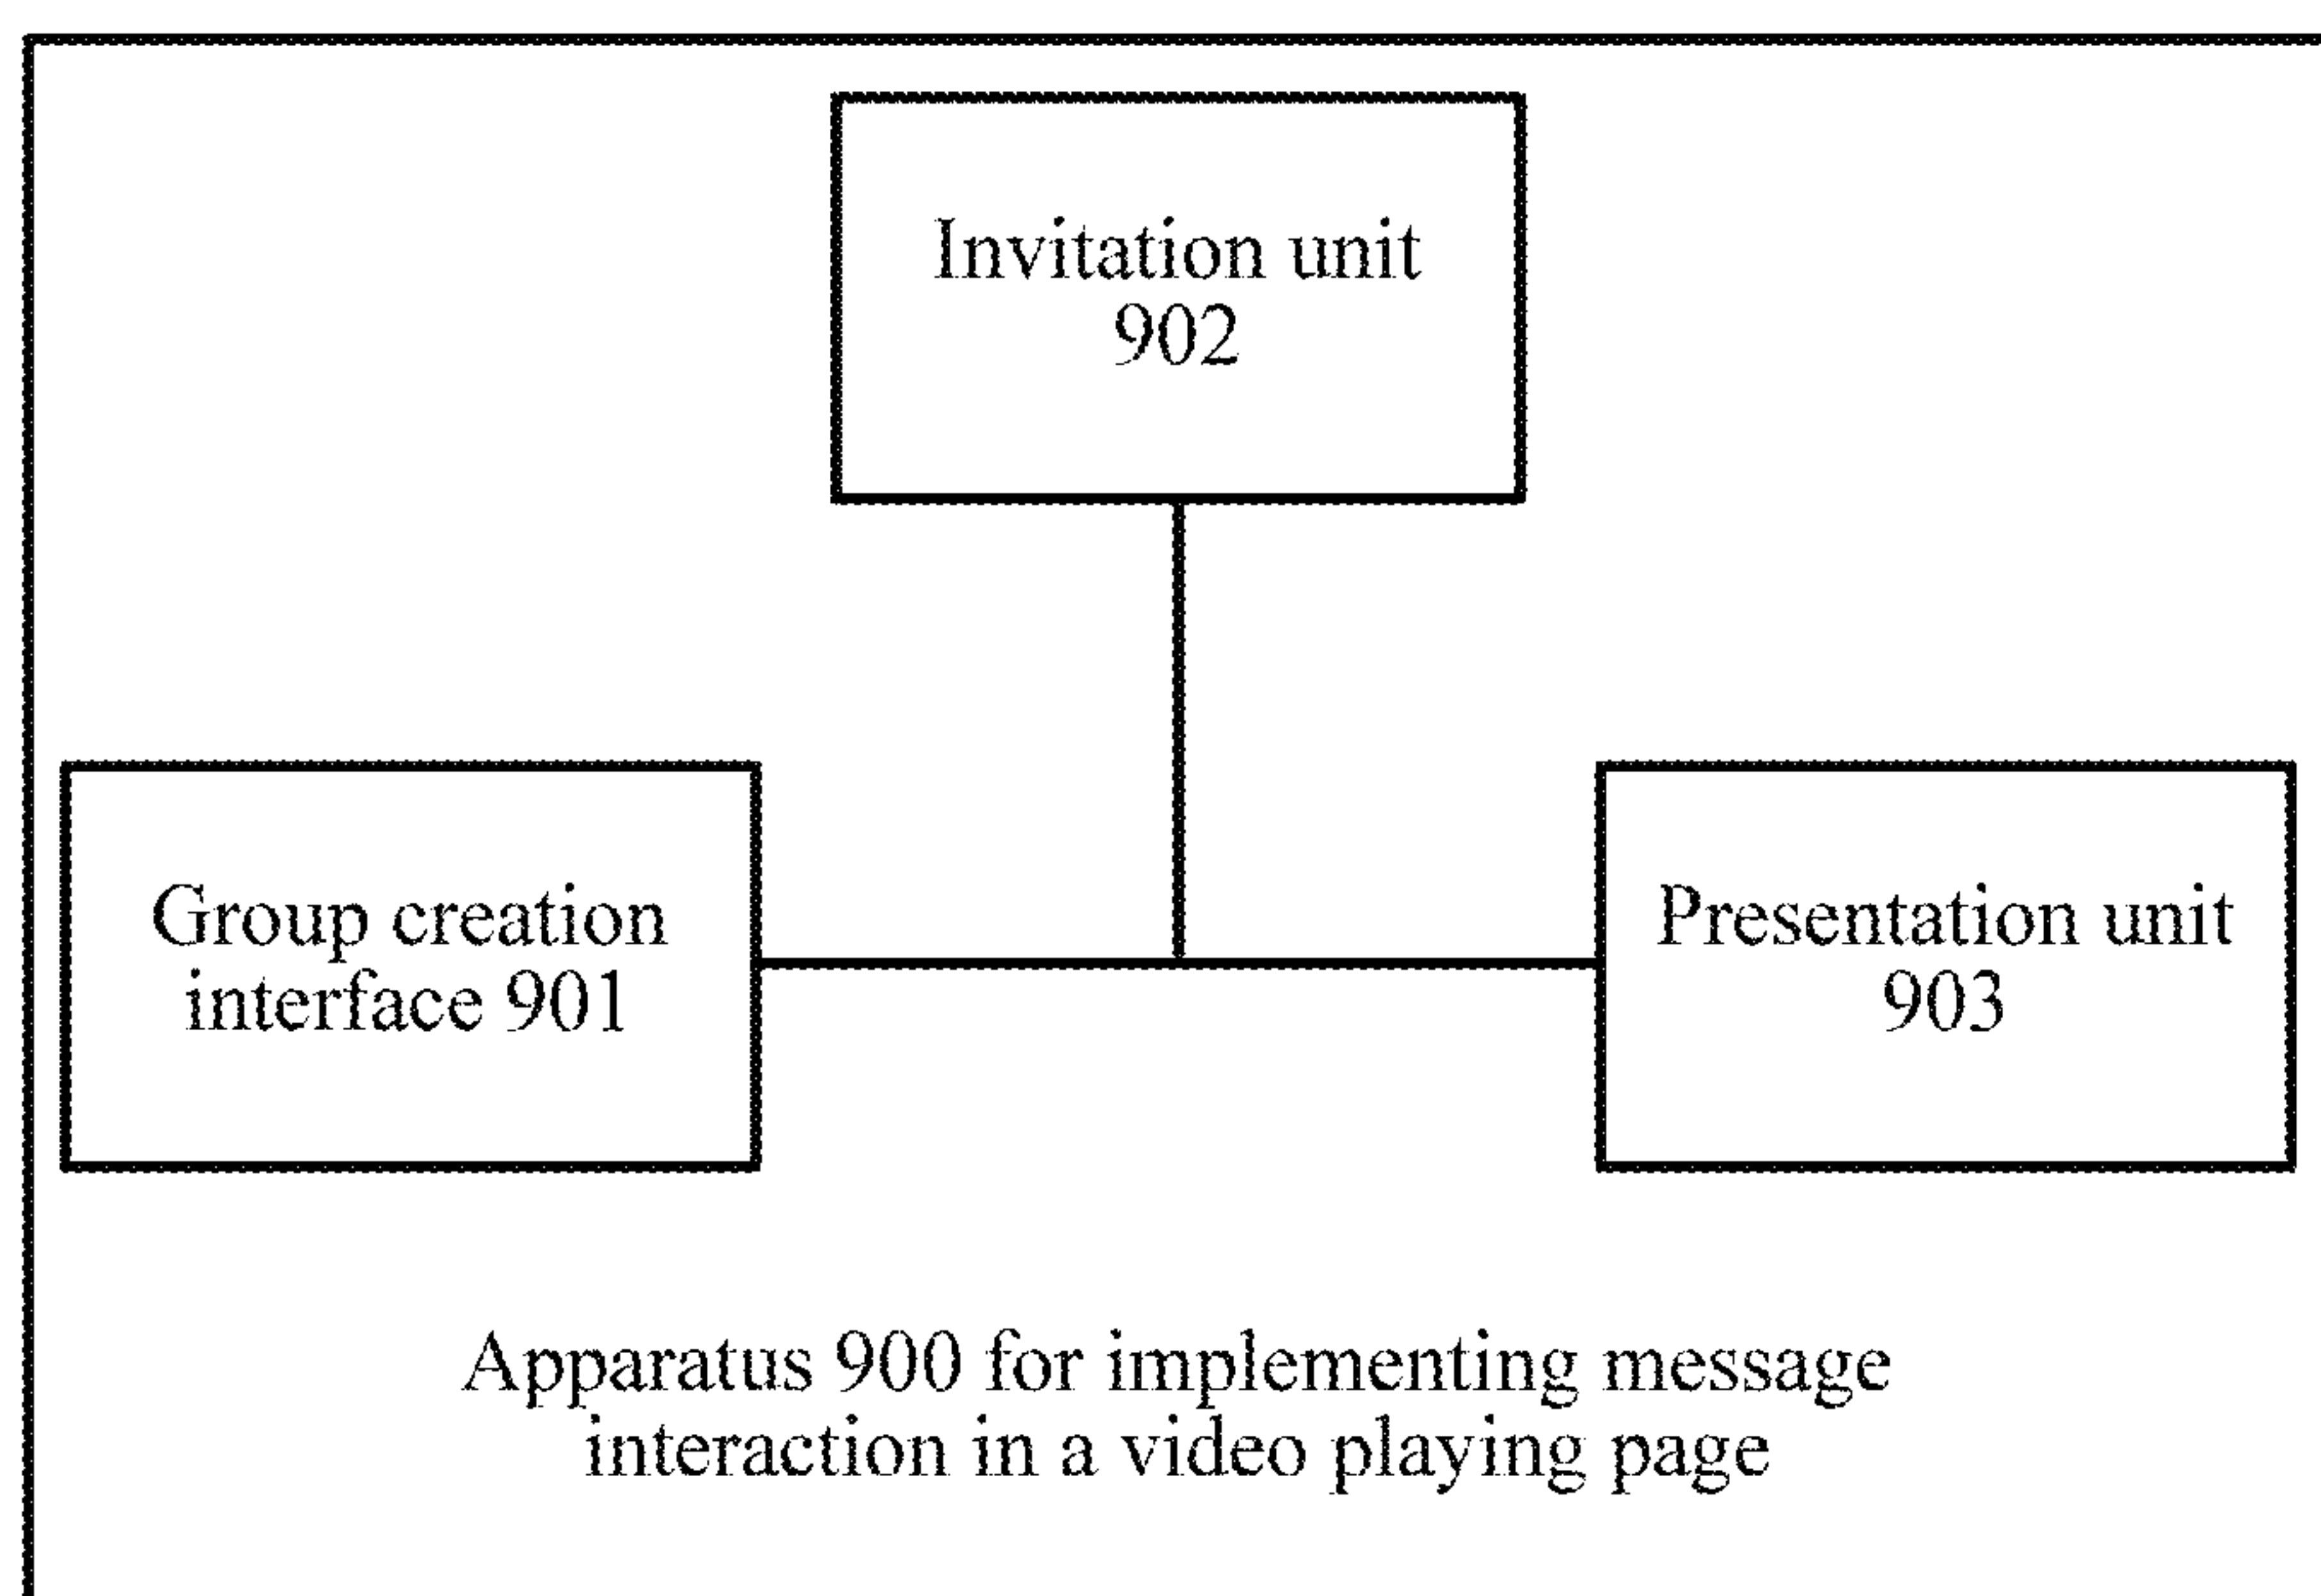 Invitation unit
902
Group creation
interface 901
Presentation unit
903
Apparatus 900 for implementing message
interaction in a video playing page